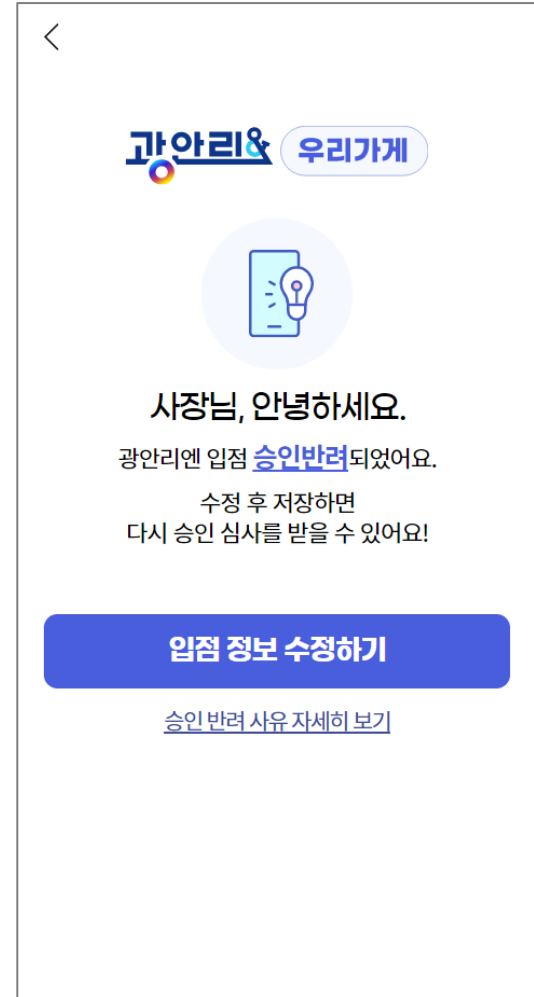 광안리& 우리가게
사장님, 안녕하세요.
광안리엔 입점 승인반려되었어요.
수정 후 저장하면
다시 승인 심사를 받을 수 있어요!
입점 정보 수정하기
승인 반려 사유 자세히 보기